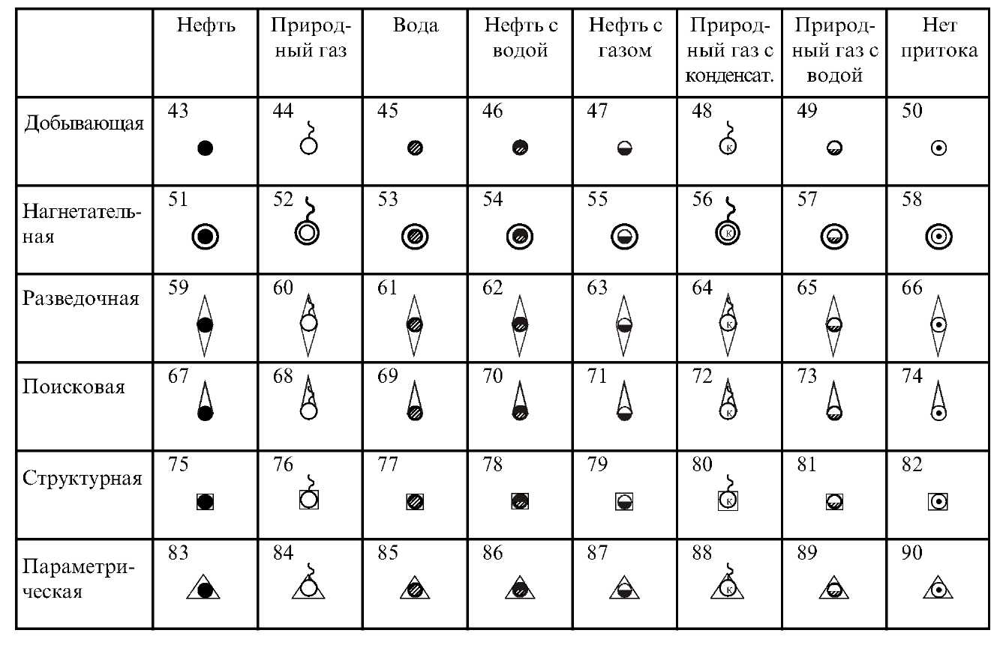 Нефть Природ- Вода Нефть с Нефть с Природ- Природ- Нет
ный газ водой газом ный газ с ный газ с притока
конденсат. водой
43 44 45 46 47 48 49 50
Добывающая
к
51 52 53 54 55 56 57 58
Нагнетатель-
ная
к
59 60 61 62 63 64 65 66
Разведочная
к
67 68 69 70 71 72 73 74
Поисковая
к
75 76 77 78 79 80 81 82
Структурная
к
83 84 85 86 87 88 89 90
Параметри-
ческая
к